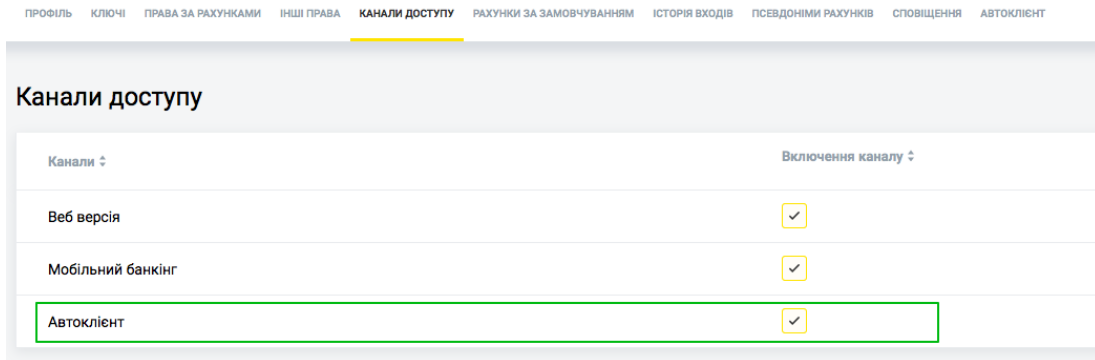 ПРОФІЛЬ КЛЮЧІ ПРАВА ЗА РАХУНКАМИ ІНШІ ПРАВА КАНАЛИ ДОСТУПУ РАХУНКИ ЗА ЗАМОВЧУВАННЯМ ІСТОРІЯ ВХОДІВ ПСЕВДОНІМИ РАХУНКІВ СПОВІЩЕННЯ АВТОКЛІЄНТ
Канали доступу
Канали Включення каналу
Веб версія
Мобільний банкінг
Автоклієнт